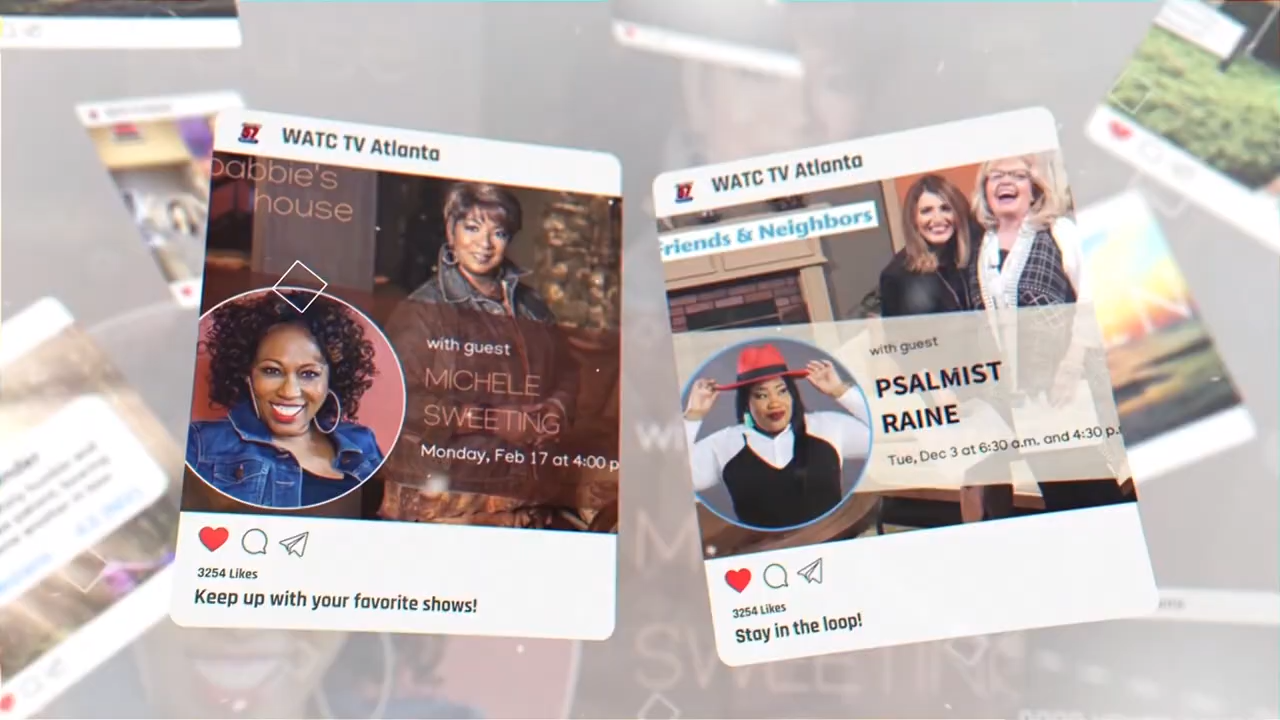 57
WATC TV Atlanta
babbie's
house
with guest
MICHELE
SWEETING
Monday, Feb 17 at 4:00 p
3254 Likes
Keep up with your favorite shows!
57
WATC TV Atlanta
Friends & Neighbors
with guest
PSALMIST
RAINE
Tue, Dec 3 at 6:30 a.m. and 4:30 p.
3254 Likes
Stay in the loop!
SWEETING